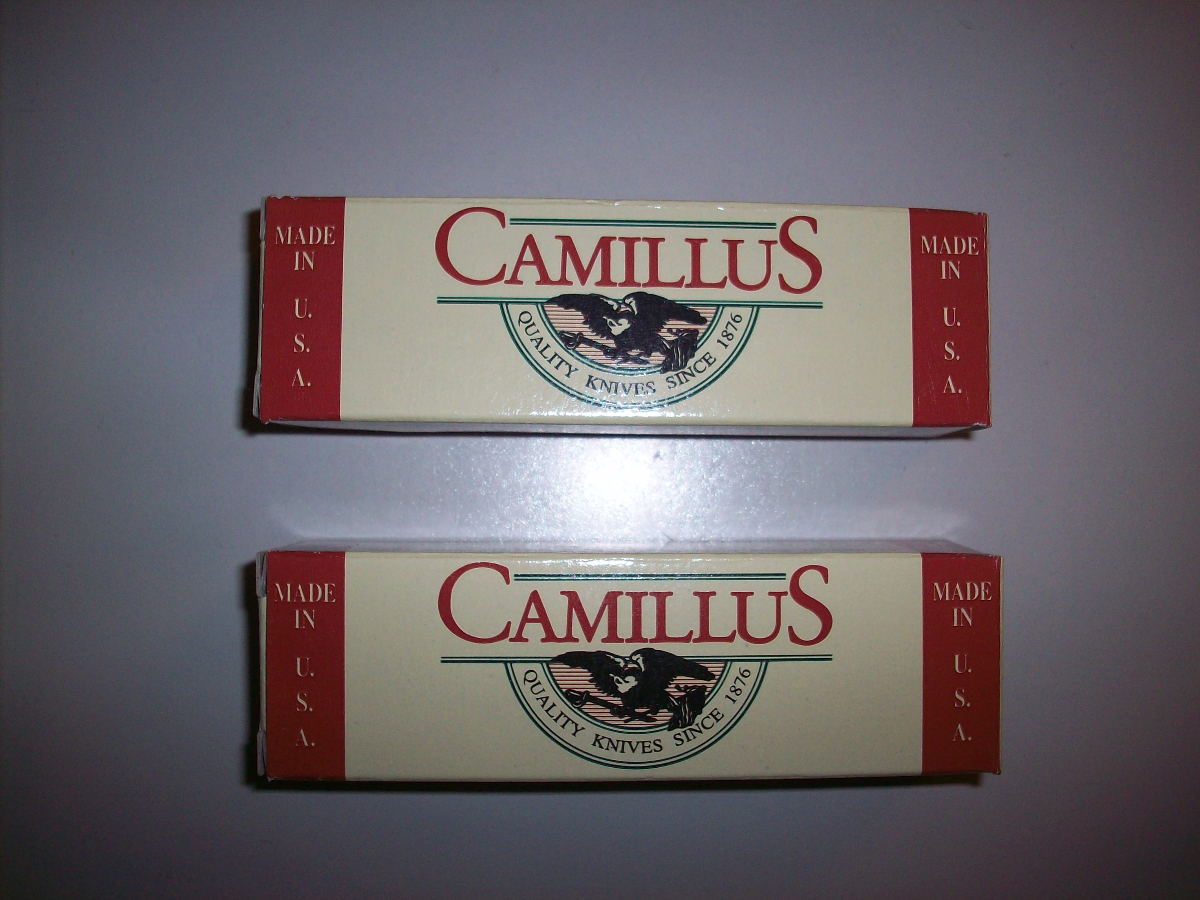 MADE
IN
U.
S.
A.
CAMILLUS
QUALITY KNIVES SINCE 1876
MADE
IN
U.
S.
A.
MADE
IN
U.
S.
A.
CAMILLUS
QUALITY KNIVES SINCE 1876
MADE
IN
U.
S.
A.